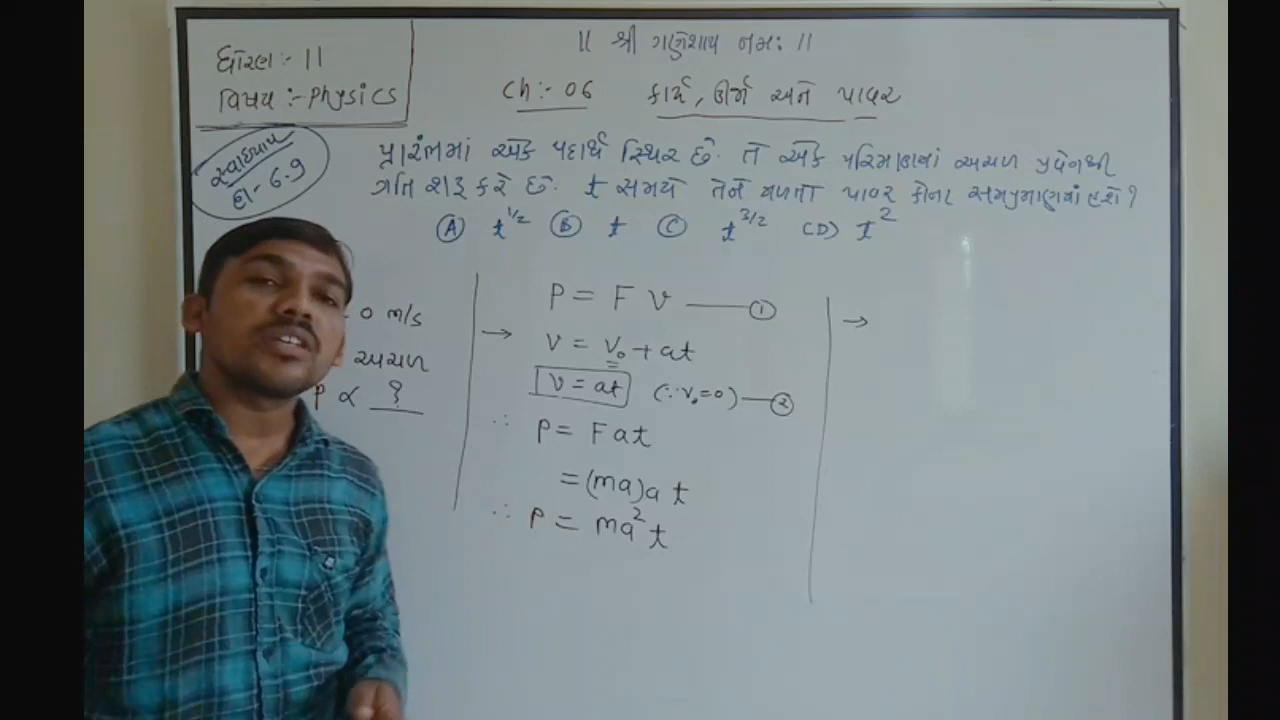 || શ્રી ગણેશાય નમઃ ||
ધોરણ :- 11
વિષય :- Physics
Ch :- 06 કાર્ય, ઊર્જા અને પાવર
સ્વાધ્યાય
દા - 6.9
પ્રારંભમાં એક પદાર્થ સ્થિર છે. તે એક પરિમાણમાં અચળ પ્રવેગથી
ગતિ શરૂ કરે છે. t સમયે તેને મળતો પાવર કોના સમપ્રમાણમાં હશે?
(A) t^1/2 (B) t (C) t^3/2 (D) t^2
0 m/s
અચળ
P ∝ ?
→ P = F v —— ①
v = v₀ + at
v = at (∵ v₀ = 0) — ②
∴ P = F a t
= (ma) a t
∴ P = ma² t
→